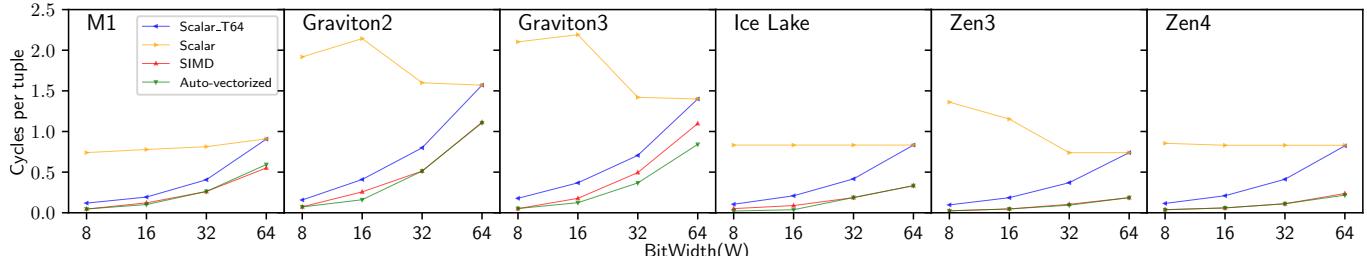 M1
Graviton2
Graviton3
Ice Lake
Zen3
Zen4
Scalar_T64
Scalar
SIMD
Auto-vectorized
Cycles per tuple
2.5
2.0
1.5
1.0
0.5
0.0
8 16 32 64
8 16 32 64
8 16 32 64
8 16 32 64
8 16 32 64
8 16 32 64
BitWidth(W)